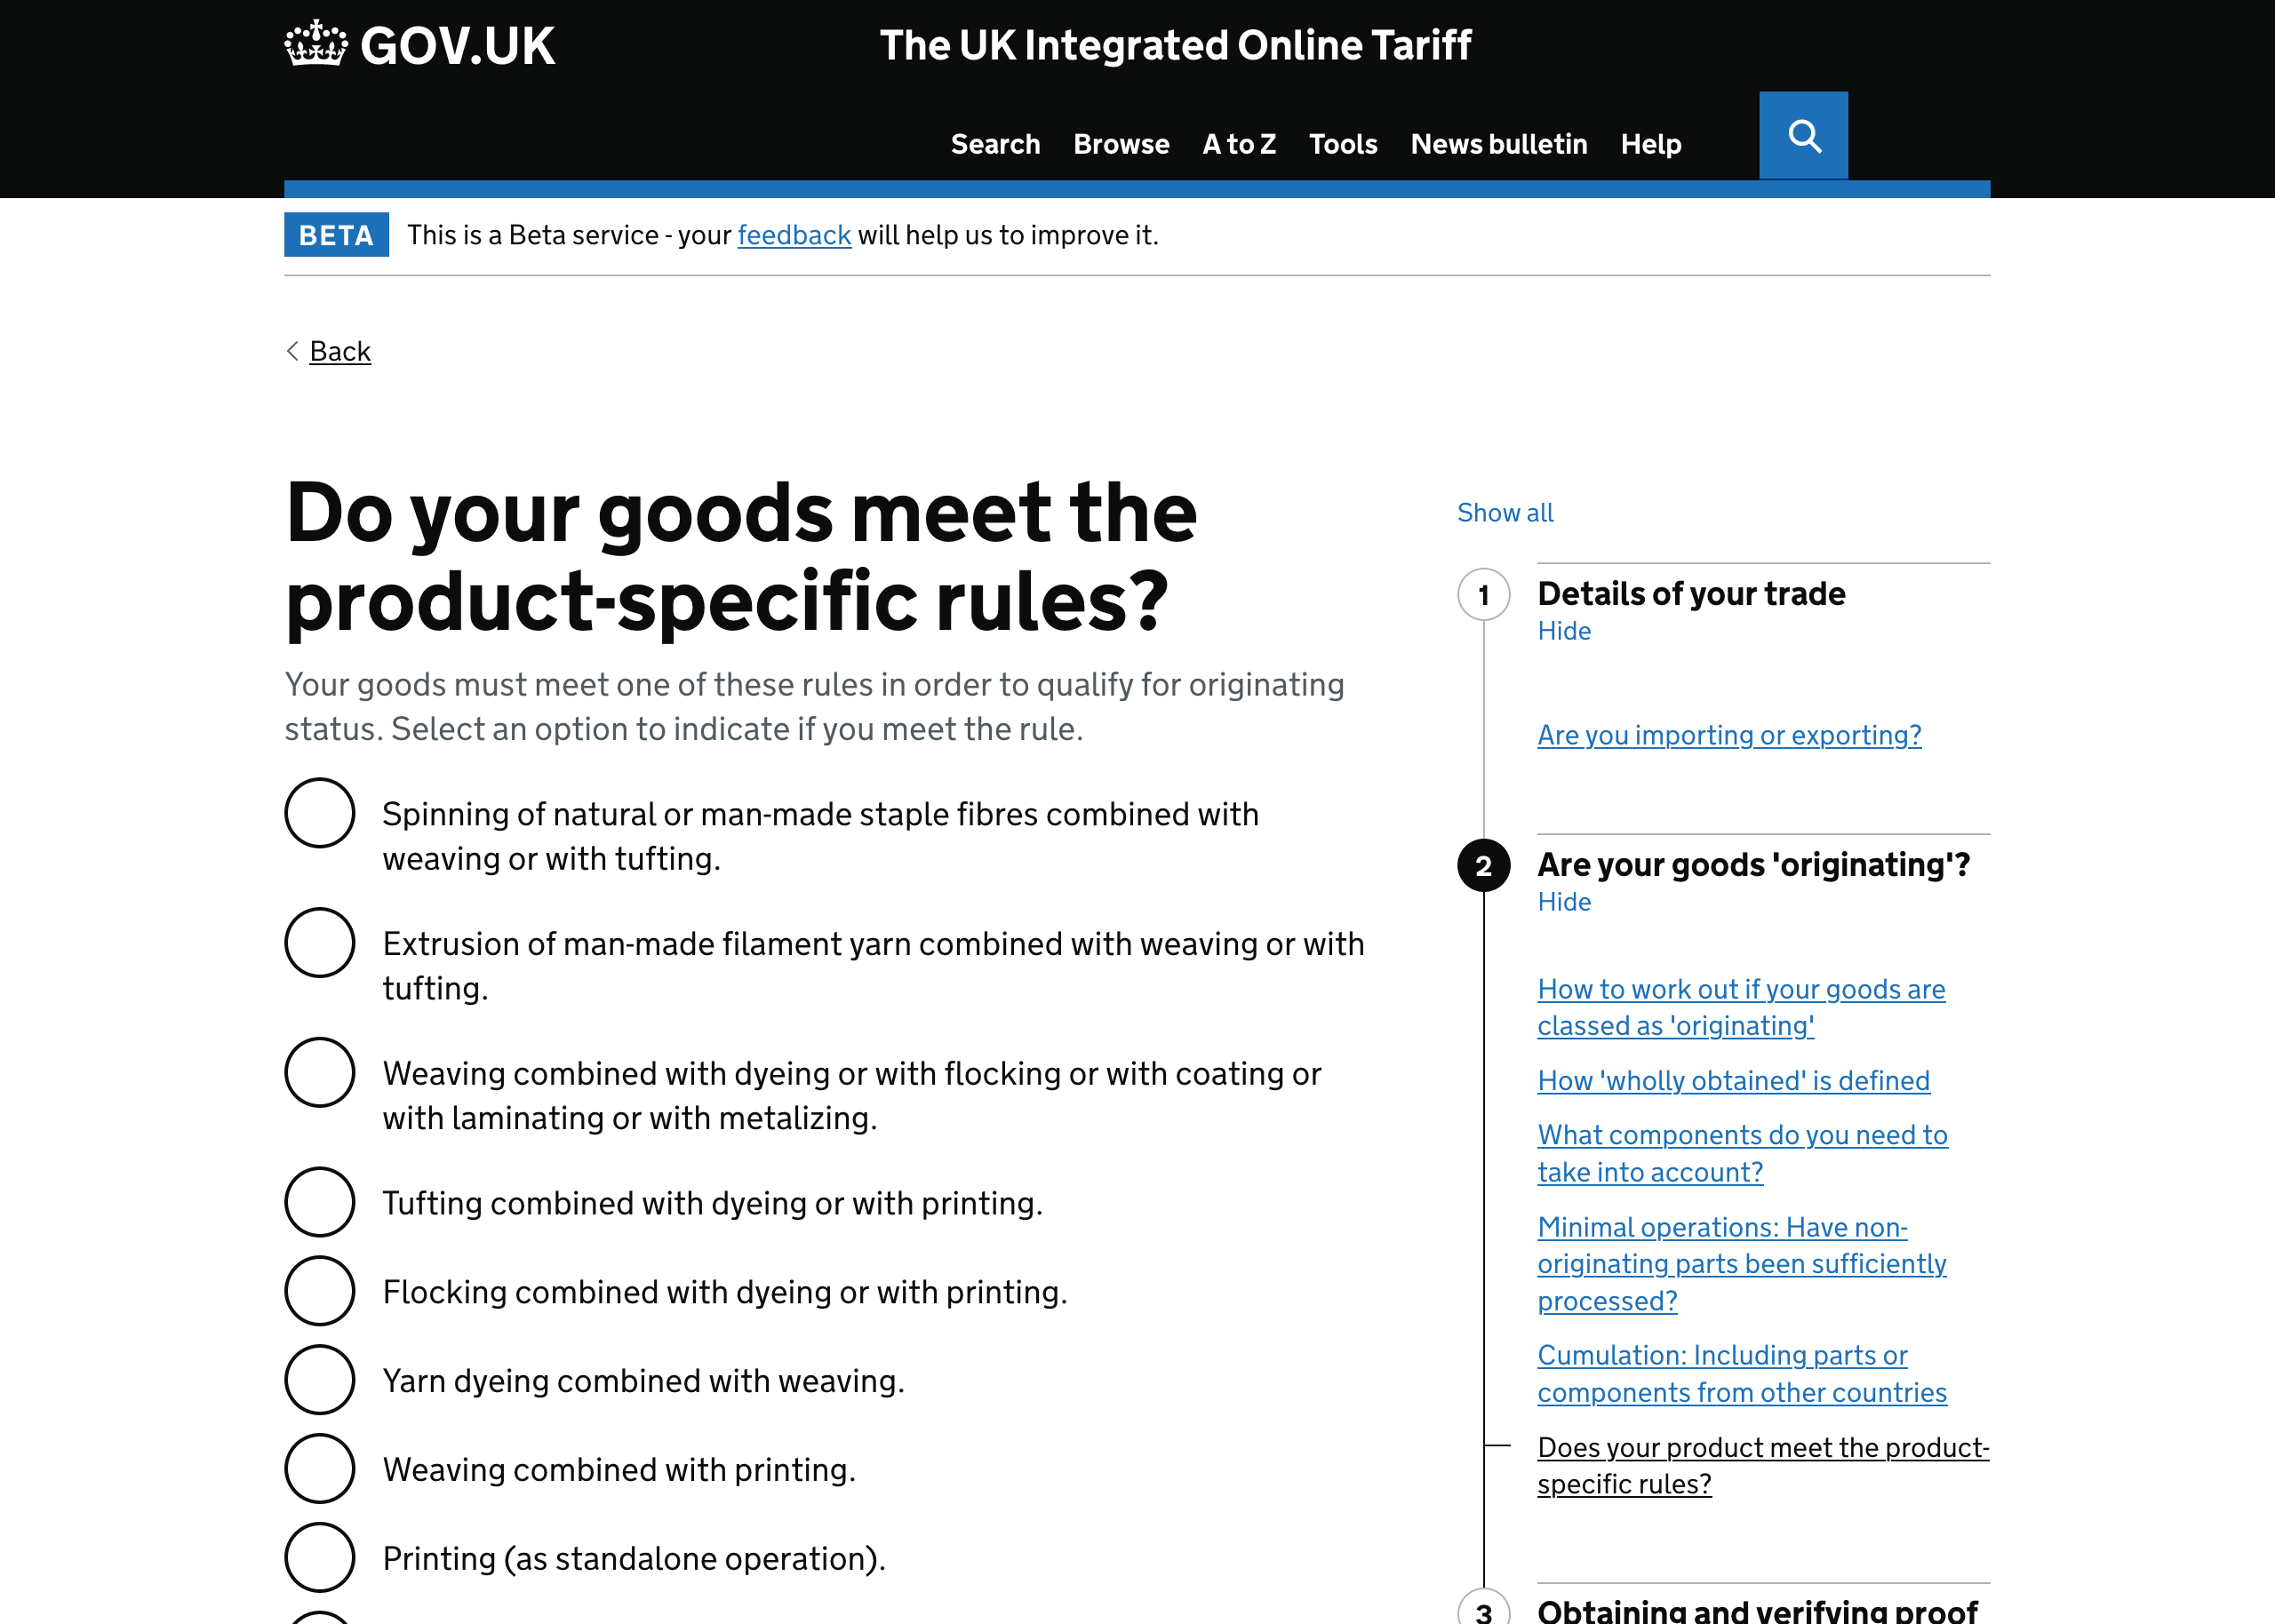 GOV.UK
The UK Integrated Online Tariff
Search Browse A to Z Tools News bulletin Help
BETA This is a Beta service - your feedback will help us to improve it.
Back
Do your goods meet the
product-specific rules?
Your goods must meet one of these rules in order to qualify for originating
status. Select an option to indicate if you meet the rule.
Spinning of natural or man-made staple fibres combined with
weaving or with tufting.
Extrusion of man-made filament yarn combined with weaving or with
tufting.
Weaving combined with dyeing or with flocking or with coating or
with laminating or with metalizing.
Tufting combined with dyeing or with printing.
Flocking combined with dyeing or with printing.
Yarn dyeing combined with weaving.
Weaving combined with printing.
Printing (as standalone operation).
Show all
1 Details of your trade
Hide
Are you importing or exporting?
2 Are your goods 'originating'?
Hide
How to work out if your goods are
classed as 'originating'
How 'wholly obtained' is defined
What components do you need to
take into account?
Minimal operations: Have non-
originating parts been sufficiently
processed?
Cumulation: Including parts or
components from other countries
Does your product meet the product-
specific rules?
3 Obtaining and verifying proof